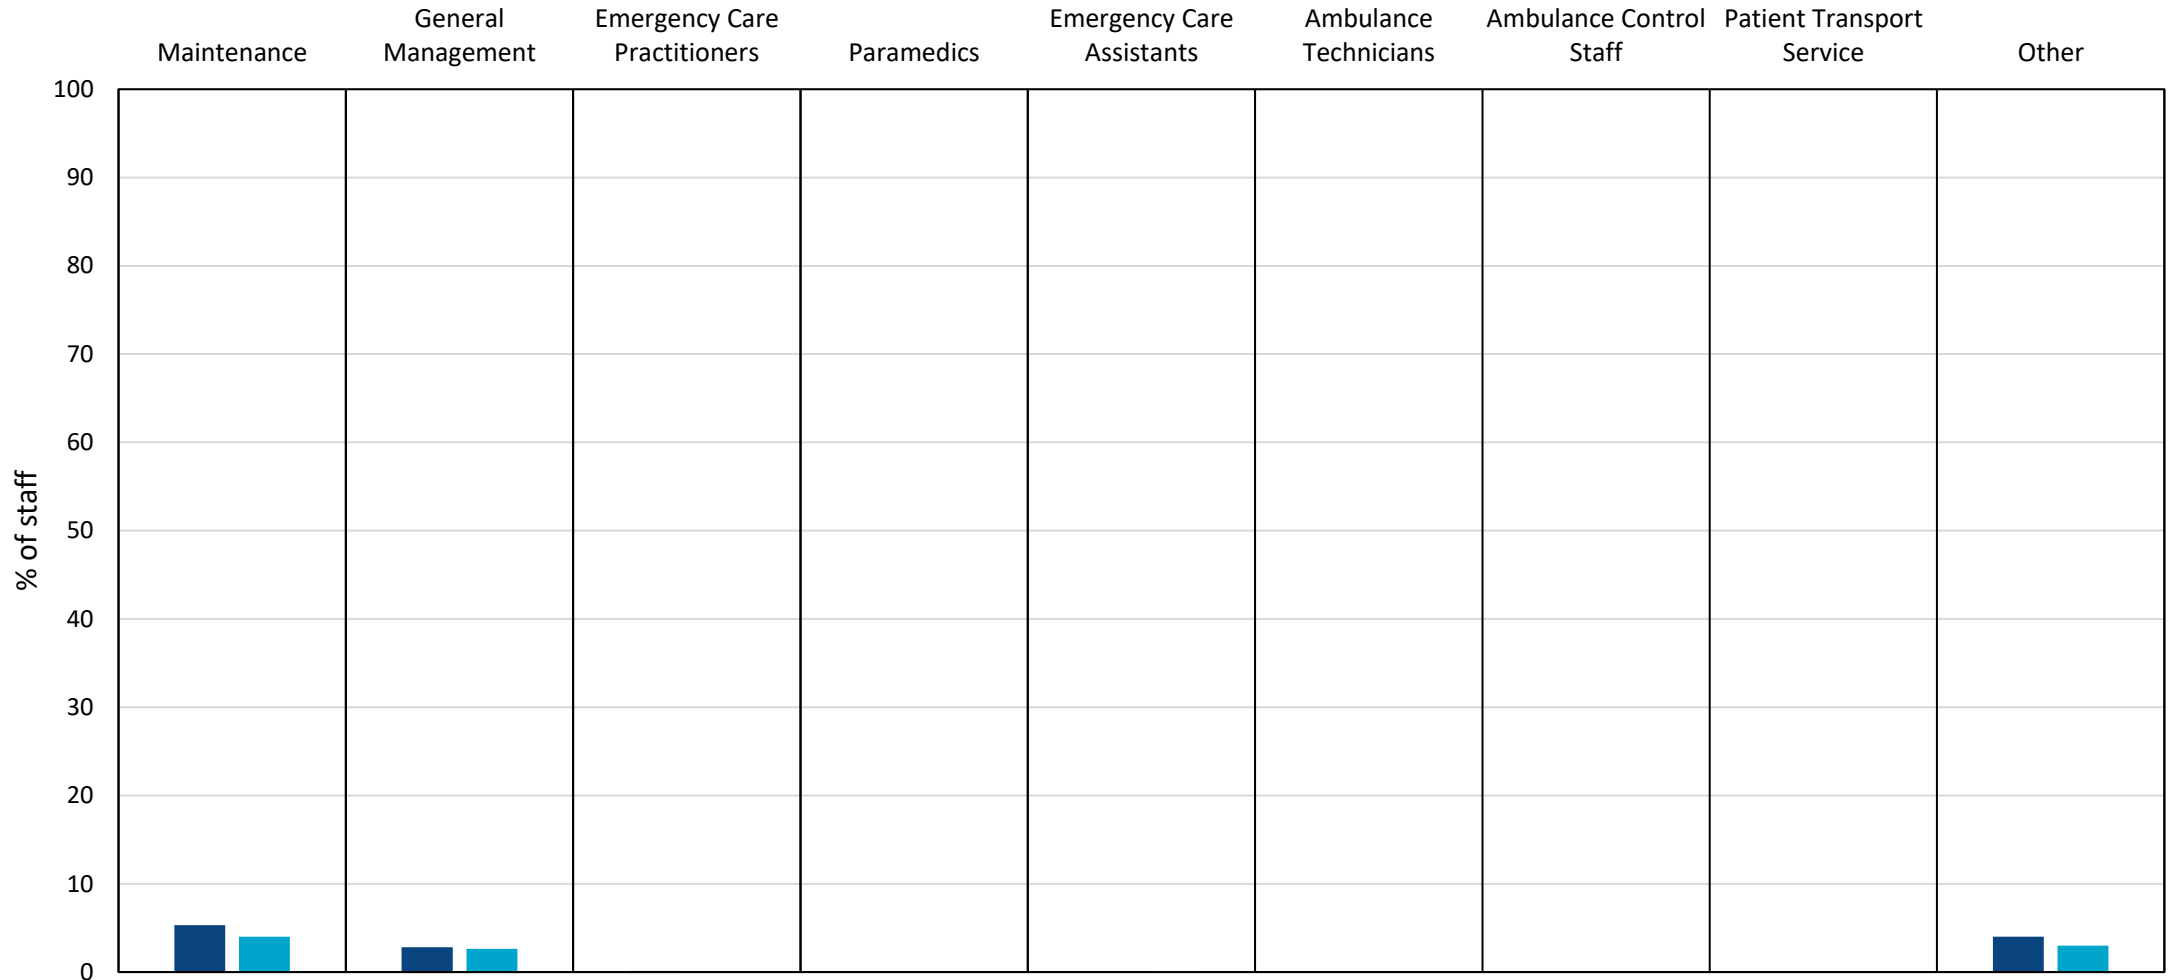 Maintenance
General
Management
Emergency Care
Practitioners
Paramedics
Emergency Care
Assistants
Ambulance
Technicians
Ambulance Control
Staff
Patient Transport
Service
Other
% of staff
100
90
80
70
60
50
40
30
20
10
0